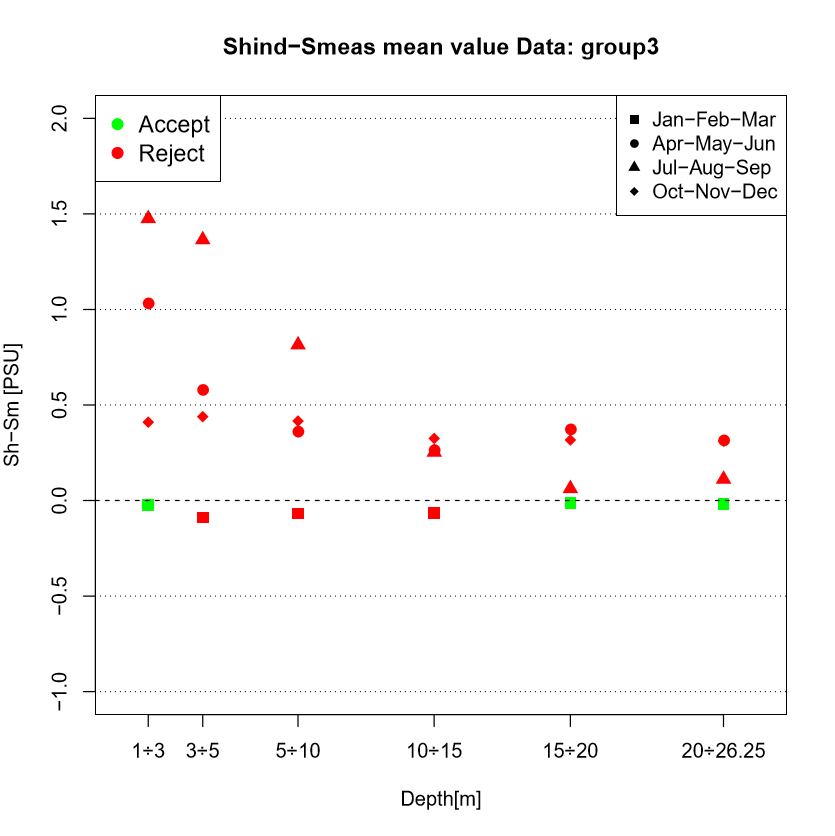 Shind−Smeas mean value Data: group3
Accept
Reject
Jan−Feb−Mar
Apr−May−Jun
Jul−Aug−Sep
Oct−Nov−Dec
Sh−Sm [PSU]
2.0
1.5
1.0
0.5
0.0
−0.5
−1.0
1÷3 3÷5 5÷10 10÷15 15÷20 20÷26.25
Depth[m]